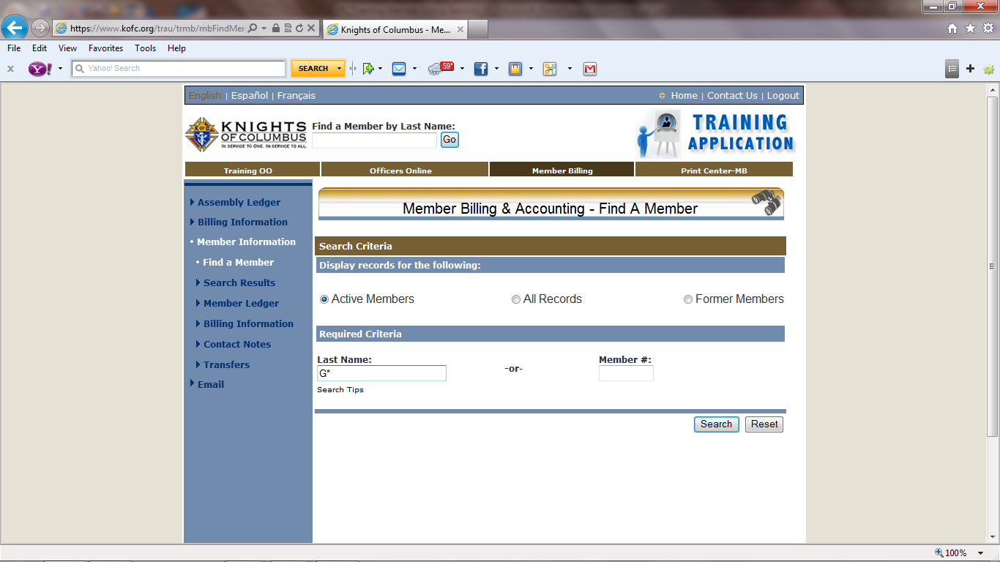 https://www.kofc.org/trau/trmb/mbFindMer
Knights of Columbus - Me...
File Edit View Favorites Tools Help
x Y! Yahoo! Search SEARCH 59°
English | Español | Français Home | Contact Us | Logout
KNIGHTS OF COLUMBUS
IN SERVICE TO ONE. IN SERVICE TO ALL.
Find a Member by Last Name:
Go
TRAINING
APPLICATION
Training OO Officers Online Member Billing Print Center-MB
Assembly Ledger
Billing Information
Member Information
Find a Member
Search Results
Member Ledger
Billing Information
Contact Notes
Transfers
Email
Member Billing & Accounting - Find A Member
Search Criteria
Display records for the following:
Active Members All Records Former Members
Required Criteria
Last Name: -or- Member #:
G*
Search Tips
Search Reset
100%